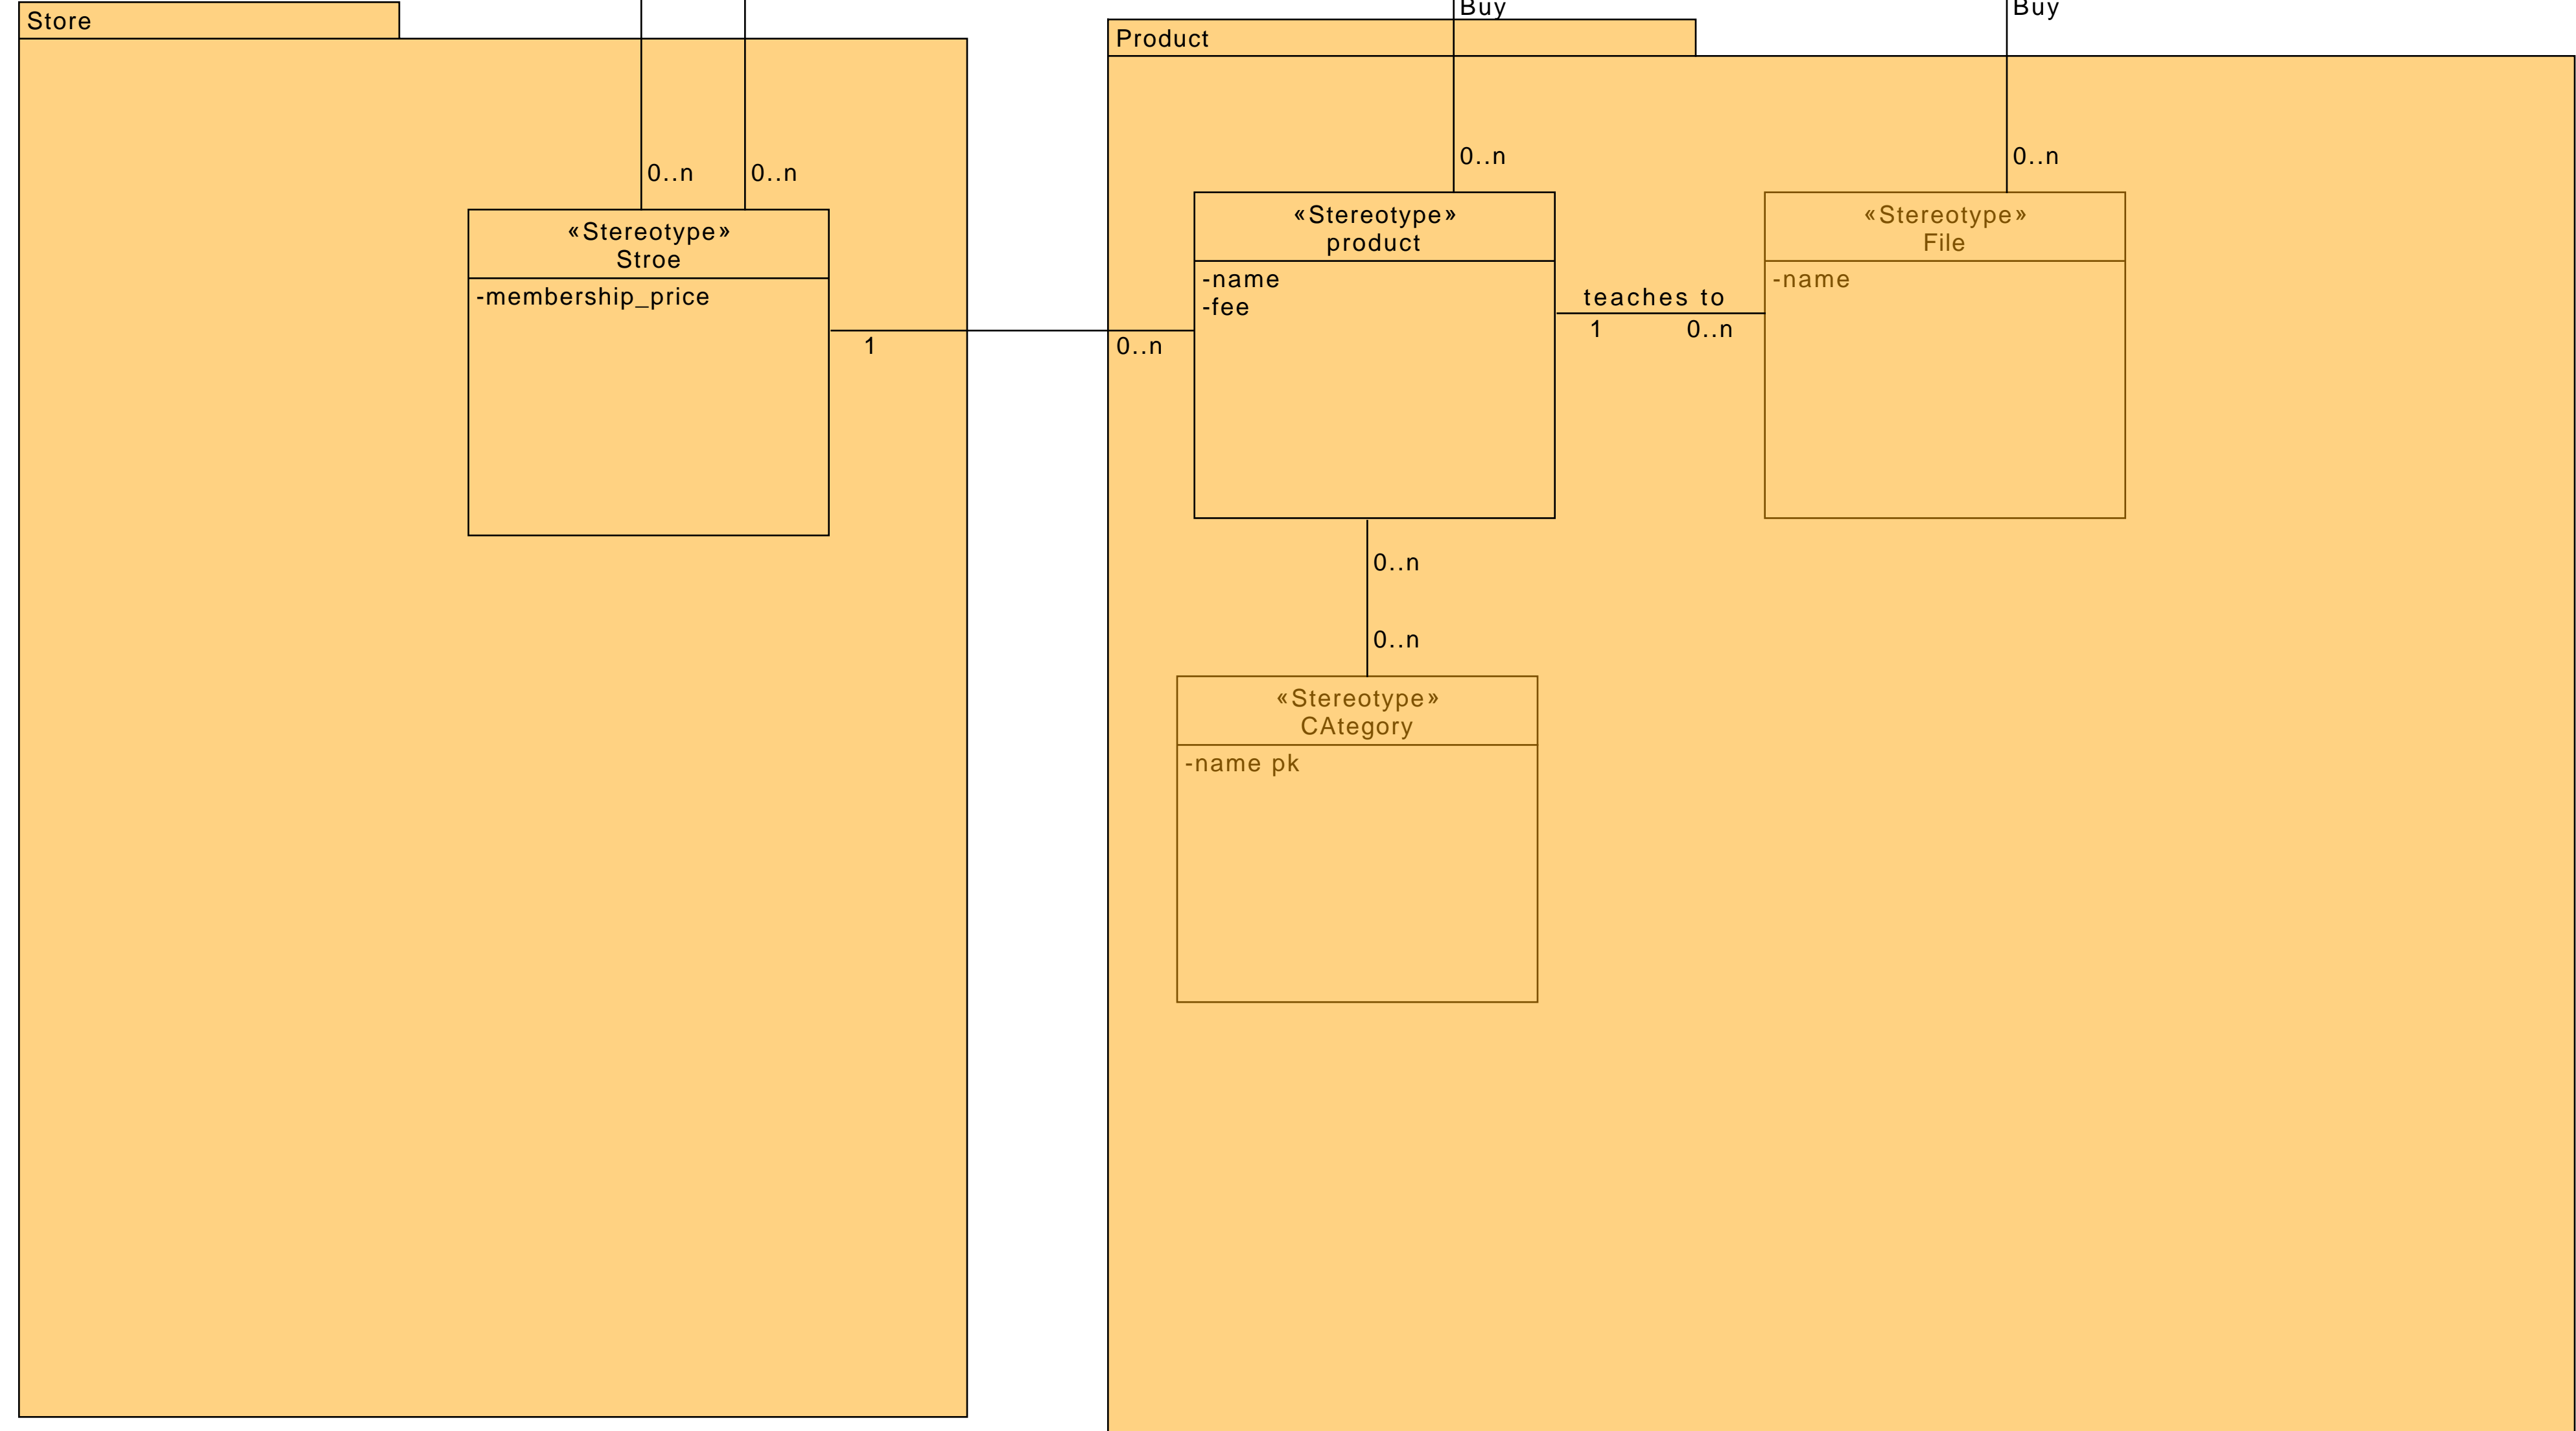 Store
Buy
Buy
Product
0..n
0..n
0..n
0..n
«Stereotype»
Stroe
-membership_price
«Stereotype»
product
-name
-fee
«Stereotype»
File
-name
teaches to
1
0..n
1
0..n
0..n
0..n
«Stereotype»
CAtegory
-name pk